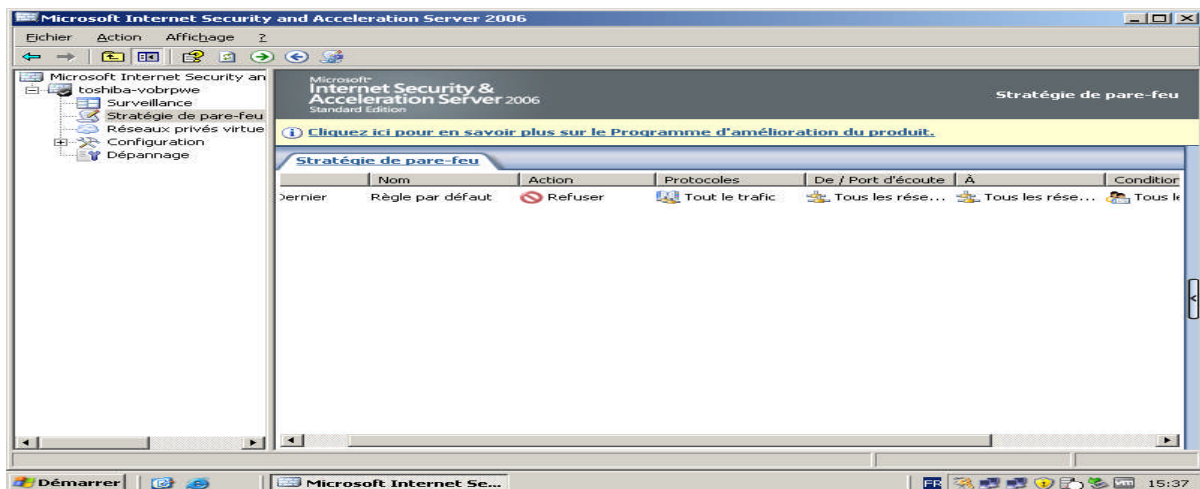 Microsoft Internet Security and Acceleration Server 2006
Fichier Action Affichage ?
Microsoft Internet Security an
toshiba-vobrpwe
Surveillance
Stratégie de pare-feu
Réseaux privés virtue
Configuration
Dépannage
Microsoft
Internet Security &
Acceleration Server 2006
Standard Edition
Stratégie de pare-feu
Cliquez ici pour en savoir plus sur le Programme d'amélioration du produit.
Stratégie de pare-feu
Nom Action Protocoles De / Port d'écoute À Condition
Dernier Règle par défaut Refuser Tout le trafic Tous les rése... Tous les rése... Tous le
Démarrer Microsoft Internet Se... FR 15:37